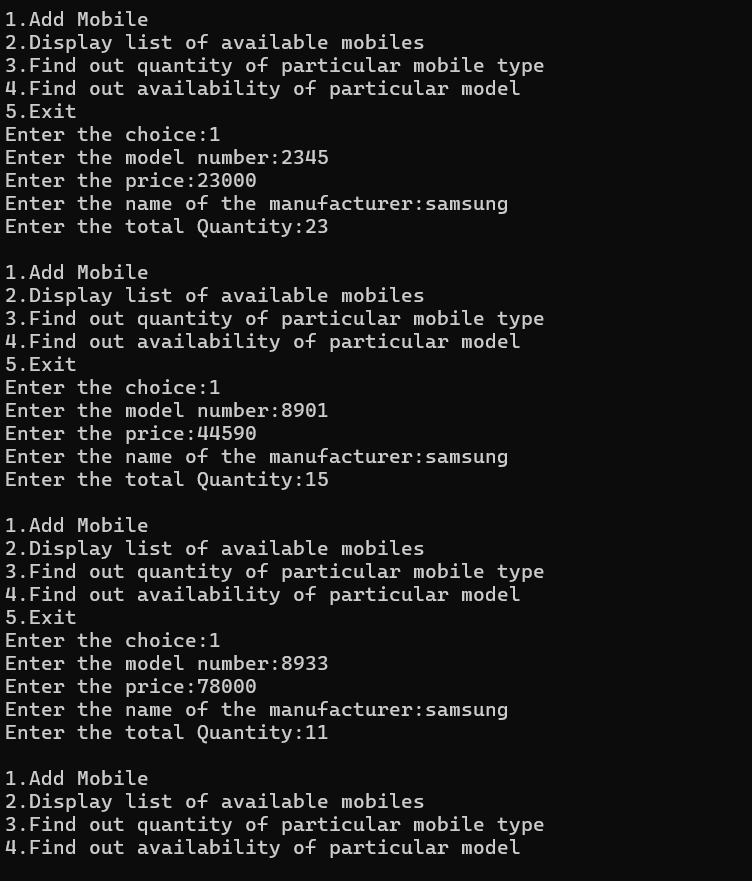 1.Add Mobile
2.Display list of available mobiles
3.Find out quantity of particular mobile type
4.Find out availability of particular model
5.Exit
Enter the choice:1
Enter the model number:2345
Enter the price:23000
Enter the name of the manufacturer:samsung
Enter the total Quantity:23

1.Add Mobile
2.Display list of available mobiles
3.Find out quantity of particular mobile type
4.Find out availability of particular model
5.Exit
Enter the choice:1
Enter the model number:8901
Enter the price:44590
Enter the name of the manufacturer:samsung
Enter the total Quantity:15

1.Add Mobile
2.Display list of available mobiles
3.Find out quantity of particular mobile type
4.Find out availability of particular model
5.Exit
Enter the choice:1
Enter the model number:8933
Enter the price:78000
Enter the name of the manufacturer:samsung
Enter the total Quantity:11

1.Add Mobile
2.Display list of available mobiles
3.Find out quantity of particular mobile type
4.Find out availability of particular model